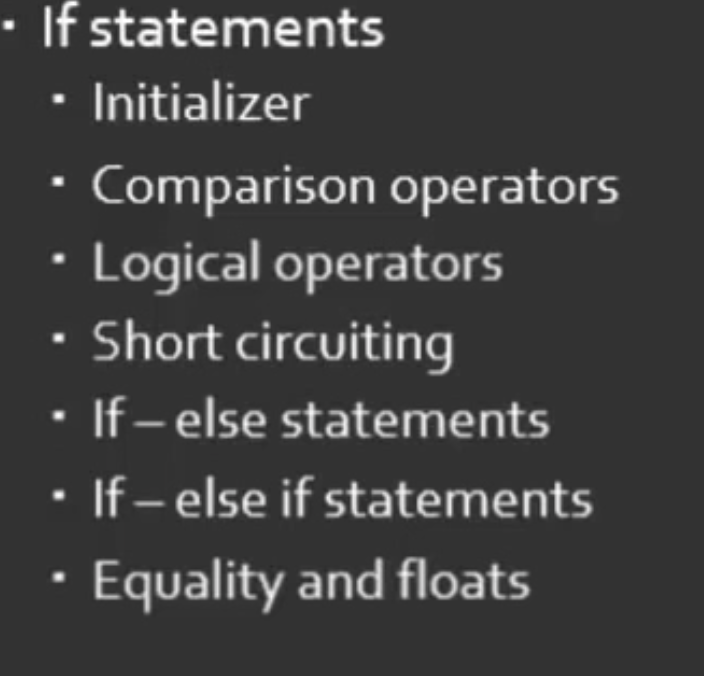 · If statements
· Initializer
· Comparison operators
· Logical operators
· Short circuiting
· If – else statements
· If – else if statements
· Equality and floats